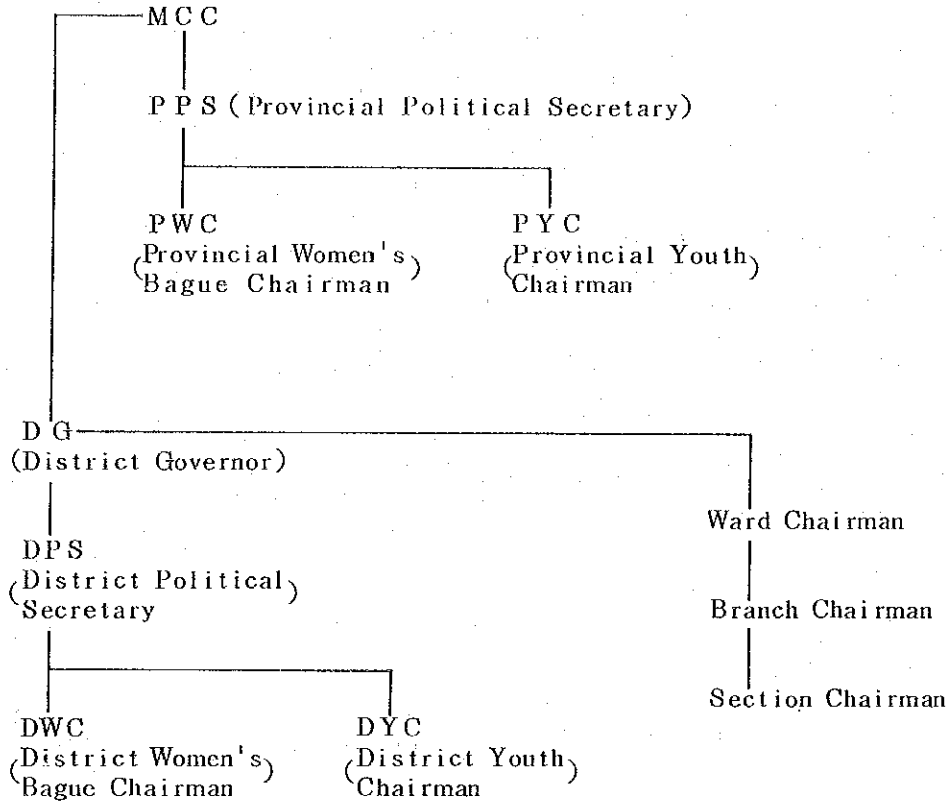 MCC
PPS (Provincial Political Secretary)
PWC
(Provincial Women's
Bague Chairman)
PYC
(Provincial Youth
Chairman)
DG
(District Governor)
Ward Chairman
DPS
(District Political
Secretary)
Branch Chairman
Section Chairman
DWC
(District Women's
Bague Chairman)
DYC
(District Youth
Chairman)